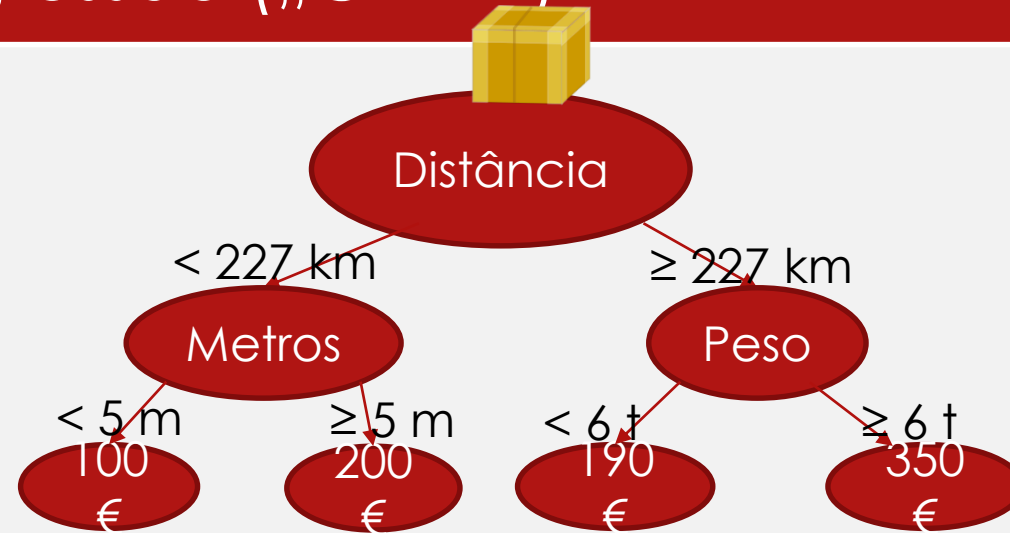 Distância
< 227 km
≥ 227 km
Metros
Peso
< 5 m
≥ 5 m
< 6 t
≥ 6 t
100
€
200
€
190
€
350
€